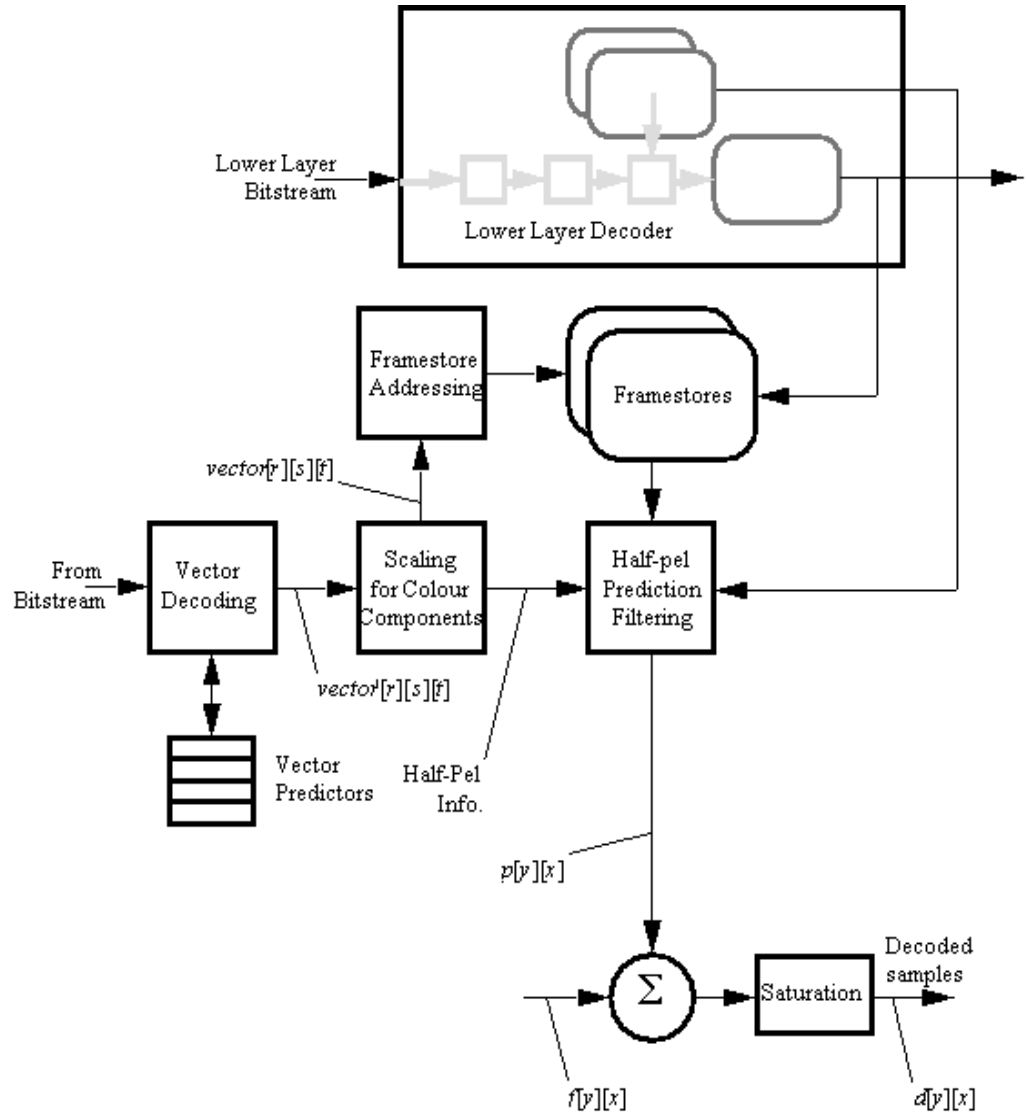 Lower Layer
Bitstream
Lower Layer Decoder
Framestore
Addressing
Framestores
vector[r][s][t]
From
Bitstream
Vector
Decoding
Scaling
for Colour
Components
Half-pel
Prediction
Filtering
vector'[r][s][t]
Vector
Predictors
Half-Pel
Info.
p[y][x]
Σ
Saturation
Decoded
samples
f[y][x]
d[y][x]